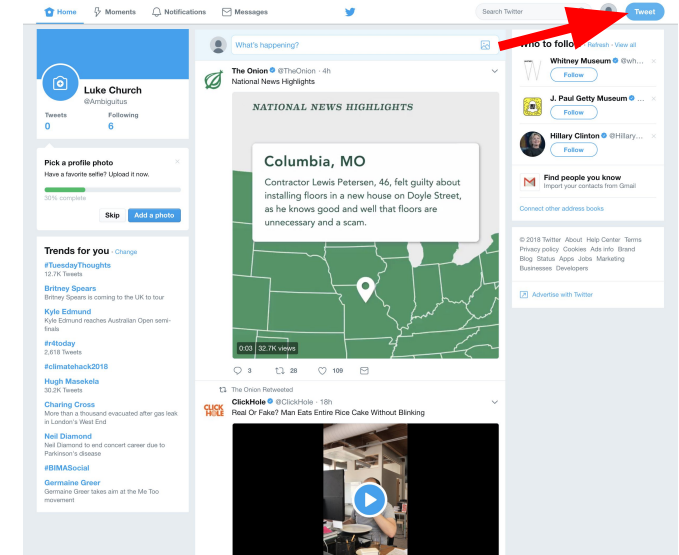 Home
Moments
Notifications
Messages
Search Twitter
Tweet
Luke Church
@Ambiguitus
Tweets
Following
0
6
Pick a profile photo
×
Have a favorite selfie? Upload it now.
50% complete
Skip
Add a photo
Trends for you · Change
#TuesdayThoughts
12.7K Tweets
Britney Spears
Britney Spears is coming to the UK to tour
Kyle Edmund
Kyle Edmund reaches Australian Open semi-
finals
#r4today
2,618 Tweets
#climatehack2018
Hugh Masekela
30.2K Tweets
Charing Cross
More than a thousand evacuated after gas leak
in London's West End
Neil Diamond
Neil Diamond to end concert career due to
Parkinson's disease
#BIMASocial
Germaine Greer
Germaine Greer takes aim at the Me Too
movement
What's happening?
The Onion @TheOnion · 4h
National News Highlights
NATIONAL NEWS HIGHLIGHTS
Columbia, MO
Contractor Lewis Petersen, 46, felt guilty about
installing floors in a new house on Doyle Street,
as he knows good and well that floors are
unnecessary and a scam.
0:03 32.7K views
3
28
109
The Onion Retweeted
CLICK
HOLE
ClickHole @ClickHole · 18h
Real Or Fake? Man Eats Entire Rice Cake Without Blinking
Who to follow · Refresh · View all
Whitney Museum @wh... ×
Follow
J. Paul Getty Museum ... ×
Follow
Hillary Clinton @Hillary... ×
Follow
Find people you know
Import your contacts from Gmail
Connect other address books
© 2018 Twitter About Help Center Terms
Privacy policy Cookies Ads info Brand
Blog Status Apps Jobs Marketing
Businesses Developers
Advertise with Twitter